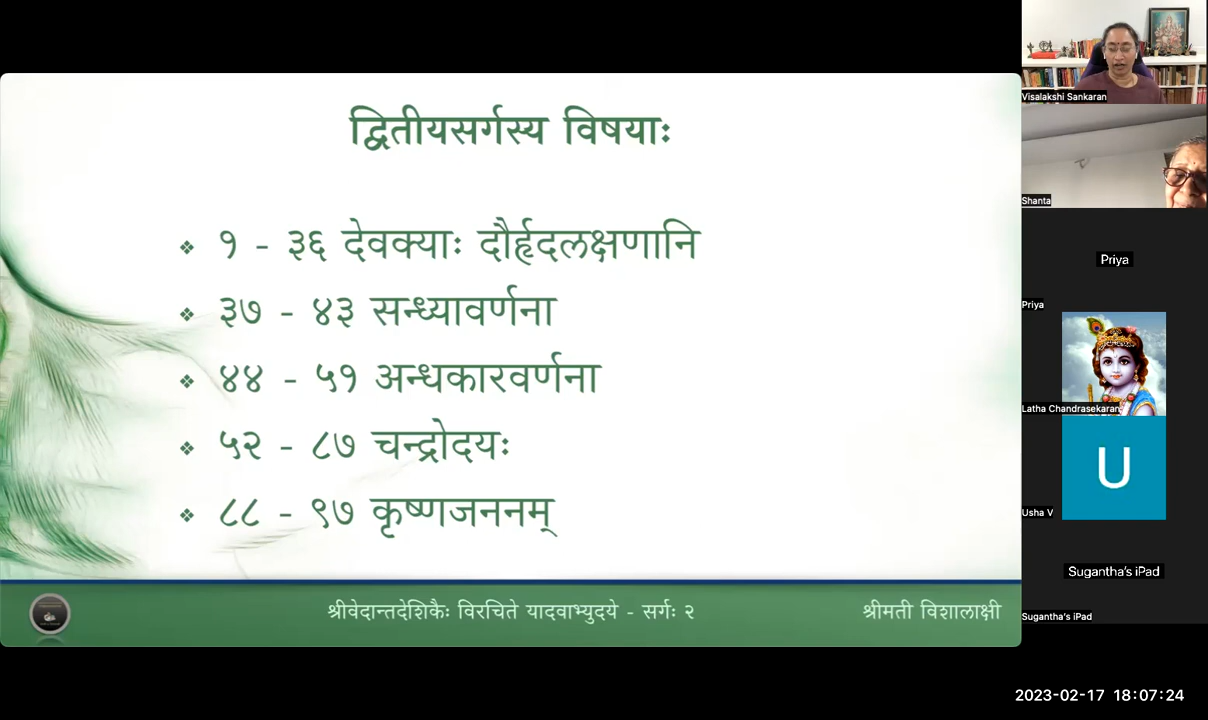 द्वितीयसर्गस्य विषयाः
१ - ३६ देवक्याः दौर्हृदलक्षणानि
३७ - ४३ सन्ध्यावर्णना
४४ - ५१ अन्धकारवर्णना
५२ - ८७ चन्द्रोदयः
८८ - ९७ कृष्णजननम्
श्रीवेदान्तदेशिकैः विरचिते यादवाभ्युदये - सर्गः २
श्रीमती विशालाक्षी
Visalakshi Sankaran
Shanta
Priya
Priya
Latha Chandrasekaran
U
Usha V
Sugantha's iPad
Sugantha's iPad
2023-02-17 18:07:24